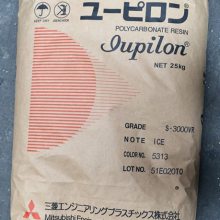 ユーピロン®
POLYCARBONATE RESIN
Iupilon®
NET 25kg
GRADE S-3000VR
NOTE ICE
COLOR NO. 5313
LOT NO. 51E020T0
三菱エンジニアリングプラスチックス株式会社